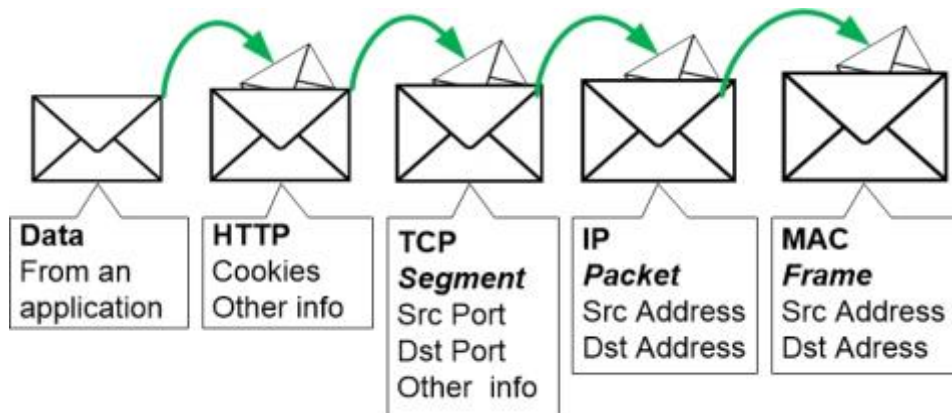 Data
From an
application
HTTP
Cookies
Other info
TCP
Segment
Src Port
Dst Port
Other info
IP
Packet
Src Address
Dst Address
MAC
Frame
Src Address
Dst Adress